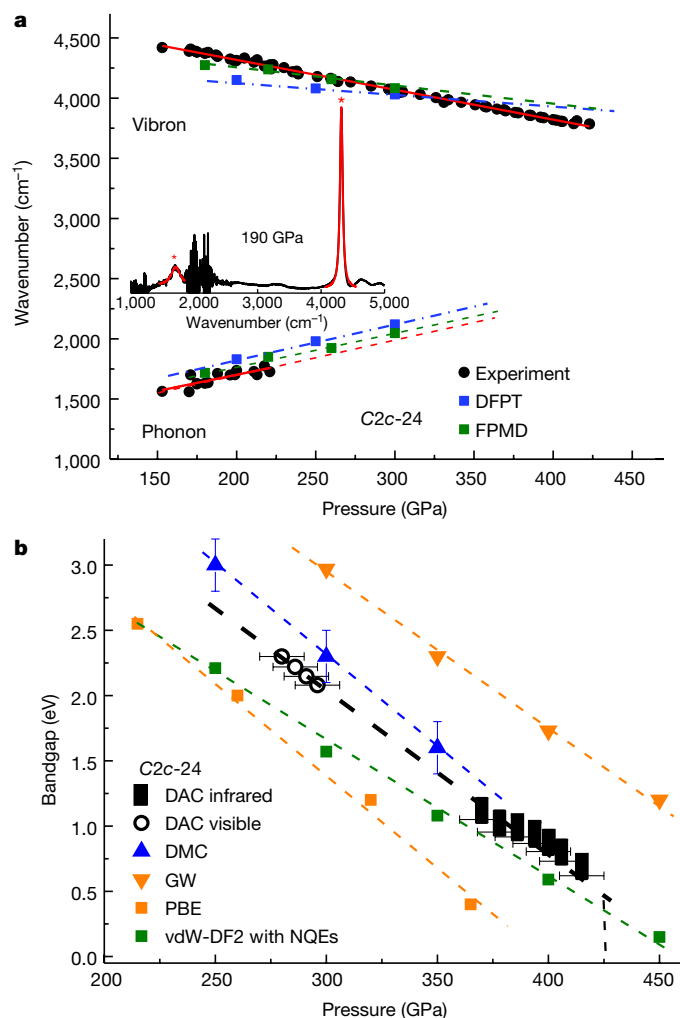 a
4,500
4,000
3,500
3,000
2,500
2,000
1,500
1,000
Wavenumber (cm⁻¹)
Vibron
*
*
190 GPa
1,000 2,000 3,000 4,000 5,000
Wavenumber (cm⁻¹)
Experiment
DFPT
FPMD
C2c-24
Phonon
150 200 250 300 350 400 450
Pressure (GPa)
b
3.0
2.5
2.0
1.5
1.0
0.5
0.0
Bandgap (eV)
C2c-24
DAC infrared
DAC visible
DMC
GW
PBE
vdW-DF2 with NQEs
200 250 300 350 400 450
Pressure (GPa)